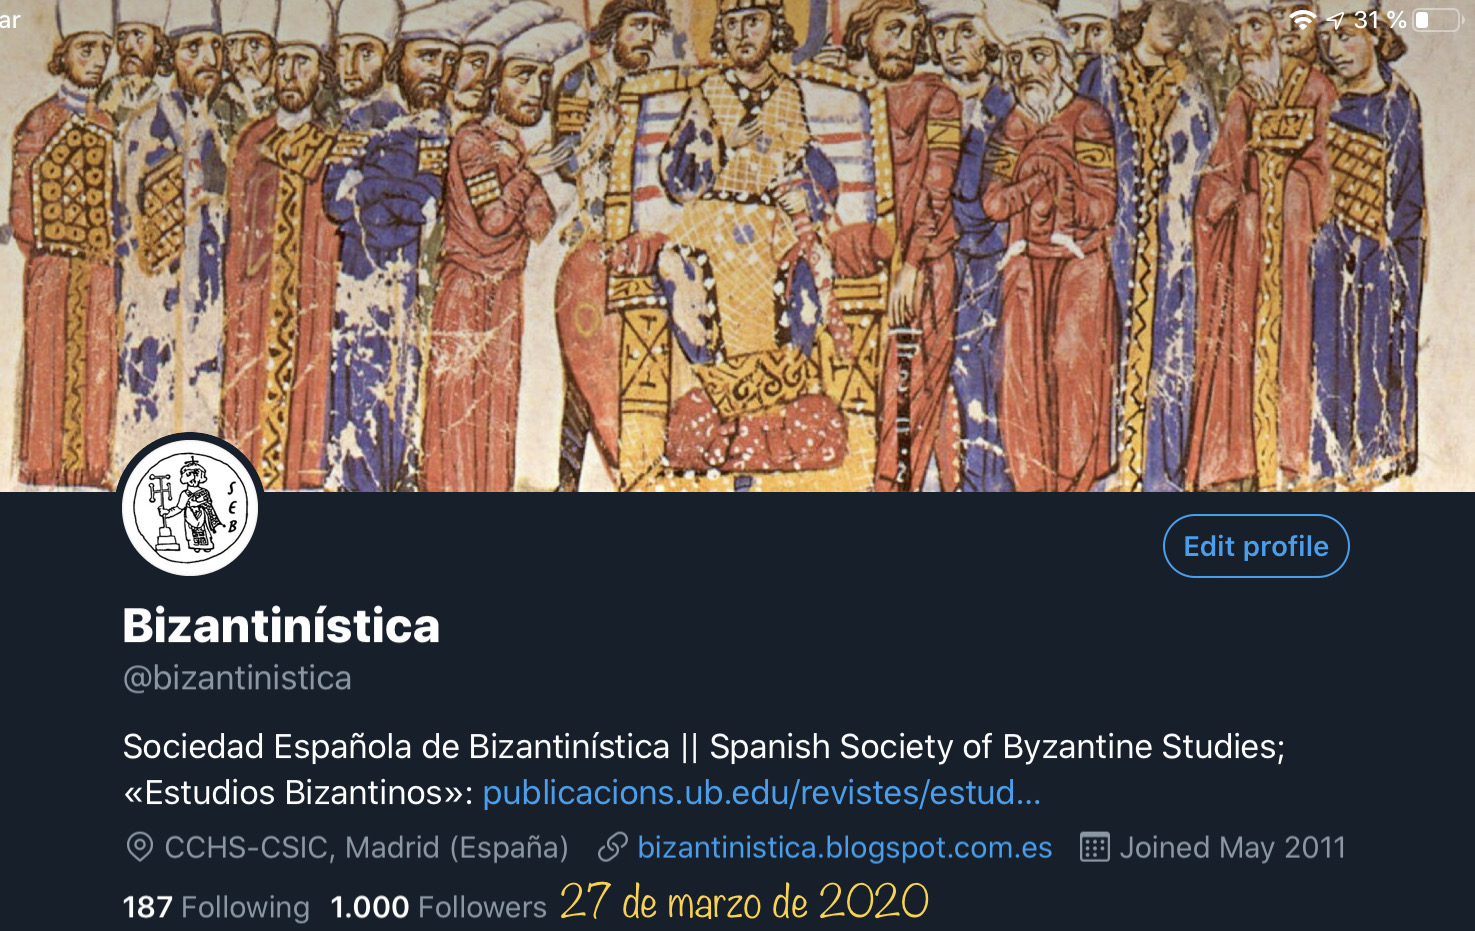 ar
31 %
S
E
B
Edit profile
Bizantinística
@bizantinistica
Sociedad Española de Bizantinística || Spanish Society of Byzantine Studies;
«Estudios Bizantinos»: publicacions.ub.edu/revistes/estud...
CCHS-CSIC, Madrid (España) bizantinistica.blogspot.com.es Joined May 2011
187 Following 1.000 Followers 27 de marzo de 2020